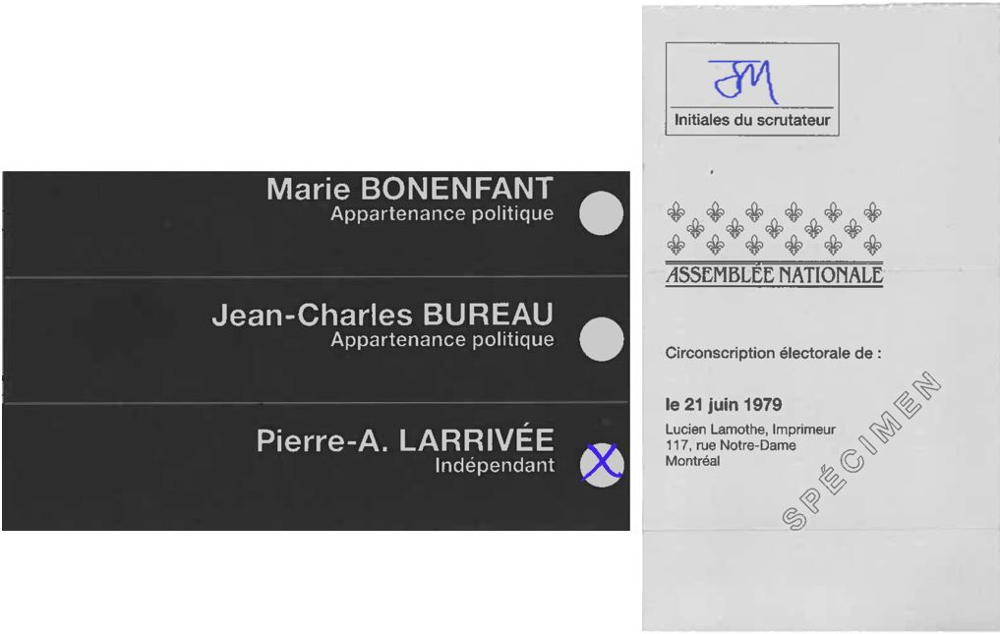 Marie BONENFANT
Appartenance politique
Jean-Charles BUREAU
Appartenance politique
Pierre-A. LARRIVÉE
Indépendant
X
JM
Initiales du scrutateur
ASSEMBLÉE NATIONALE
Circonscription électorale de :
le 21 juin 1979
Lucien Lamothe, Imprimeur
117, rue Notre-Dame
Montréal
SPÉCIMEN